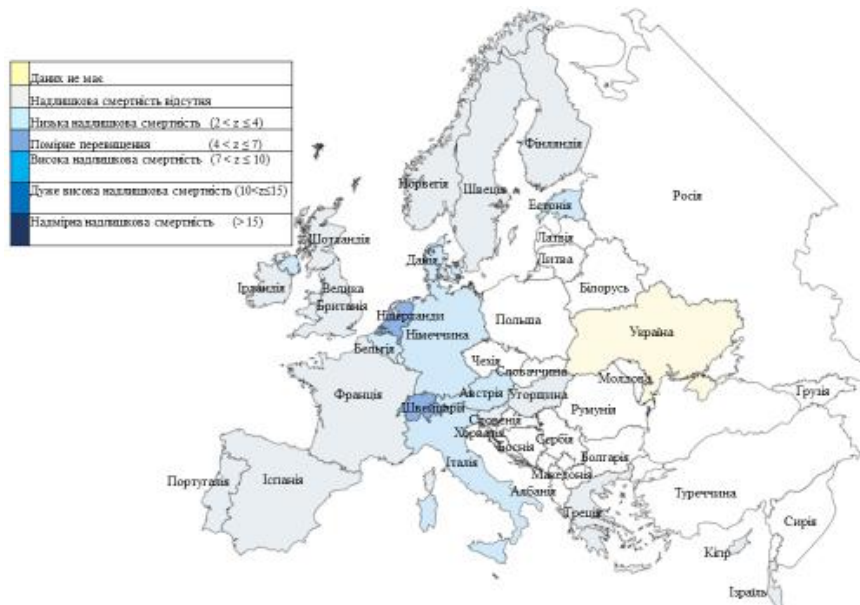 Даних не має
Надлишкова смертність відсутня
Низька надлишкова смертність (2 < z ≤ 4)
Помірне перевищення (4 < z ≤ 7)
Висока надлишкова смертність (7 < z ≤ 10)
Дуже висока надлишкова смертність (10<z≤15)
Надмірна надлишкова смертність (> 15)
Фінляндія
Норвегія
Швеція
Росія
Естонія
Шотландія
Латвія
Данія
Литва
Ірландія
Велика
Британія
Білорусь
Нідерланди
Польша
Німеччина
Україна
Бельгія
Чехія
Словаччина
Молдова
Франція
Австрія
Угорщина
Грузія
Швейцарія
Румунія
Словенія
Хорватія
Боснія
Сербія
Болгарія
Італія
Македонія
Португалія
Іспанія
Албанія
Туреччина
Греція
Сирія
Кіпр
Ізраїль